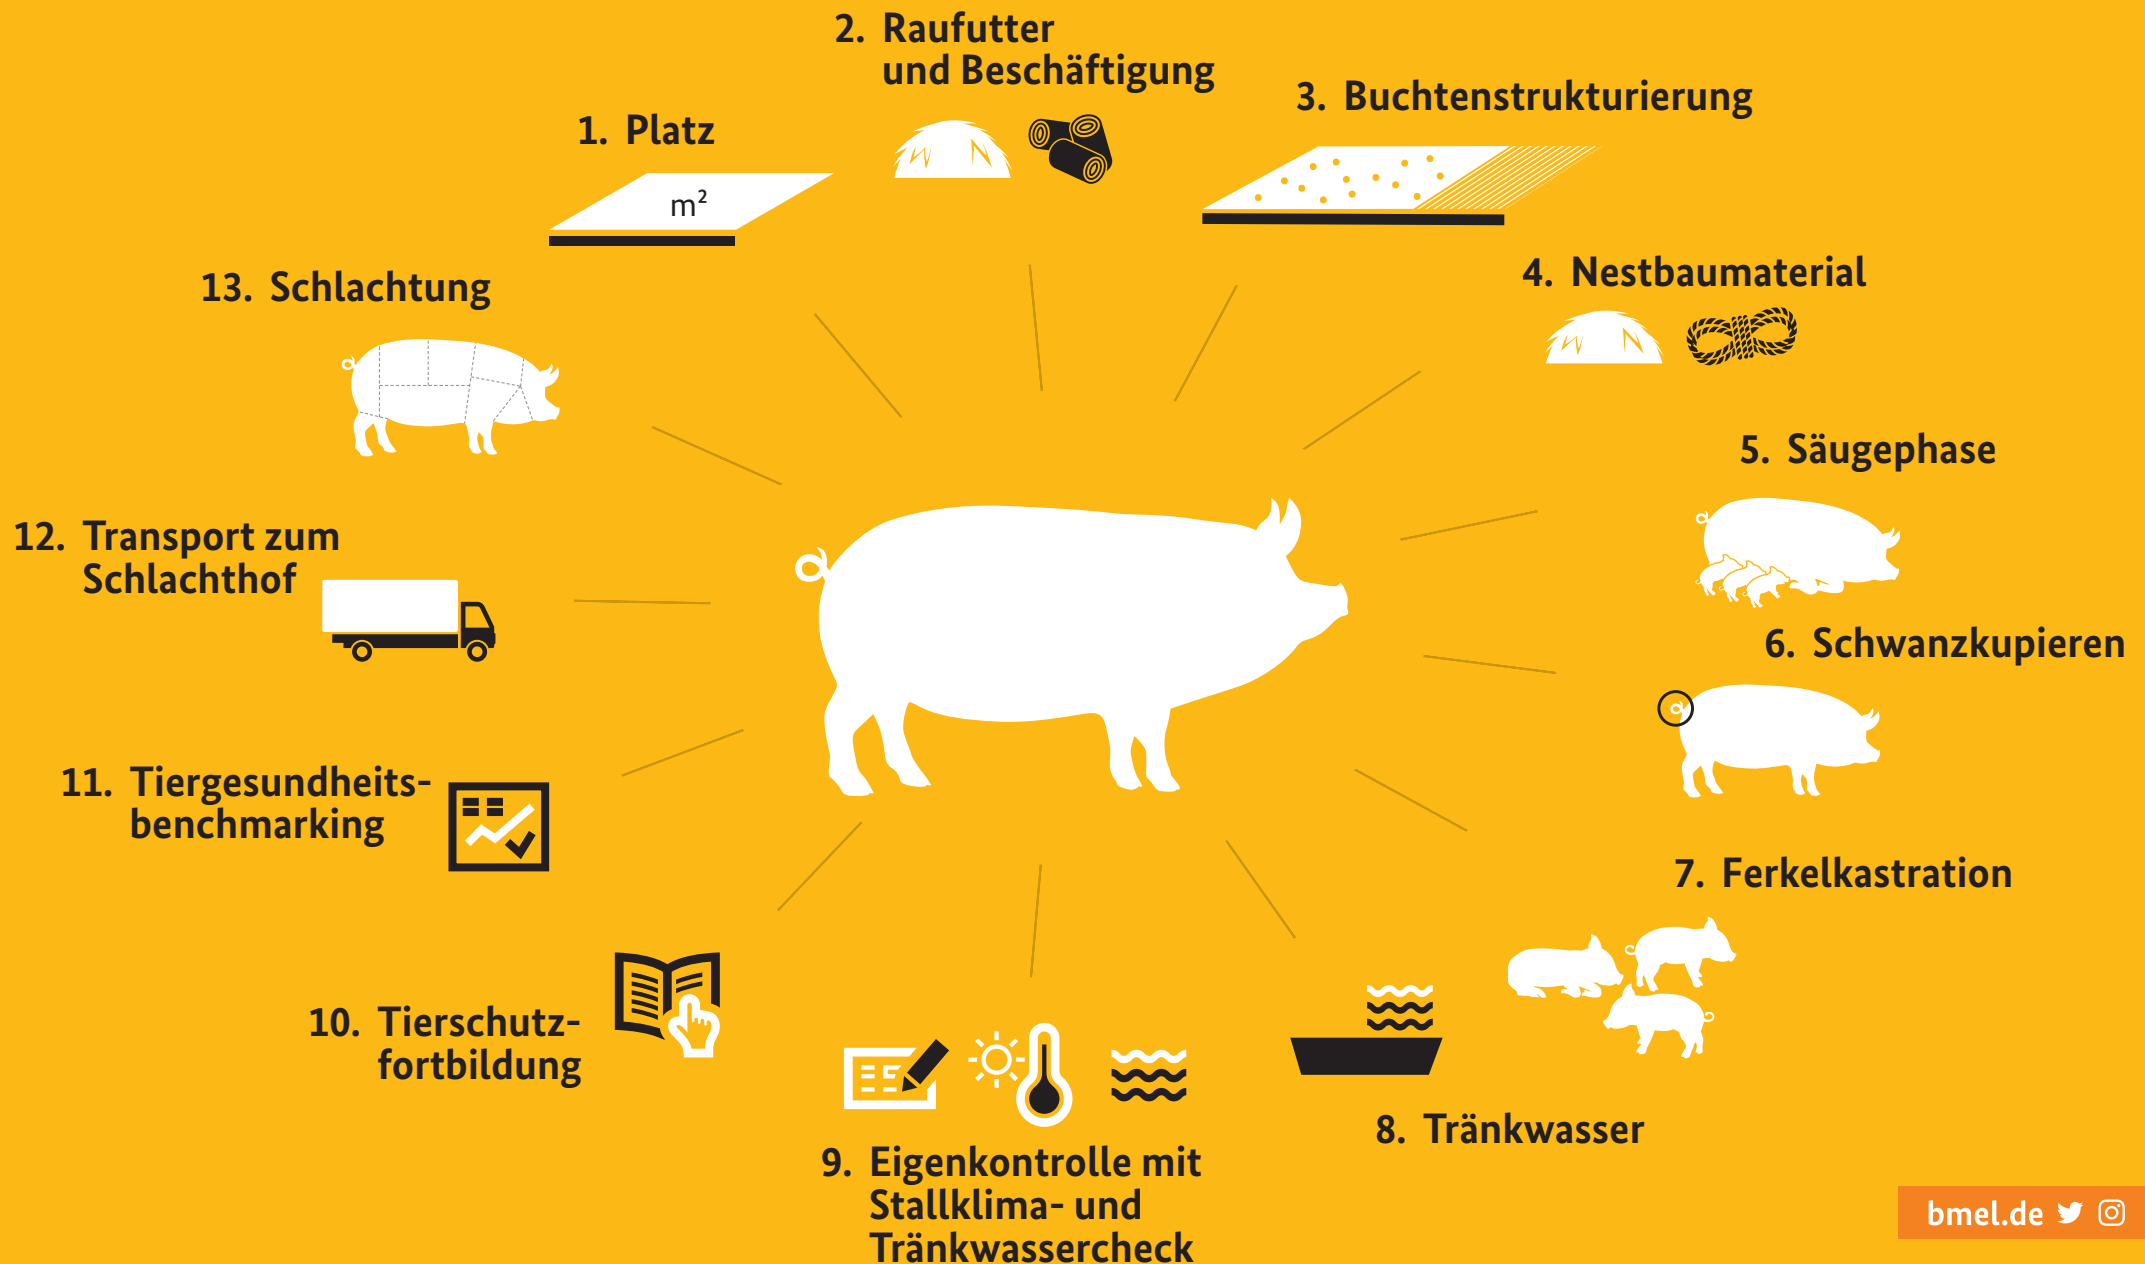 1. Platz
m²
2. Raufutter
und Beschäftigung
3. Buchtenstrukturierung
4. Nestbaumaterial
5. Säugephase
6. Schwanzkupieren
7. Ferkelkastration
8. Tränkwasser
9. Eigenkontrolle mit
Stallklima- und
Tränkwassercheck
10. Tierschutz-
fortbildung
11. Tiergesundheits-
benchmarking
12. Transport zum
Schlachthof
13. Schlachtung
bmel.de